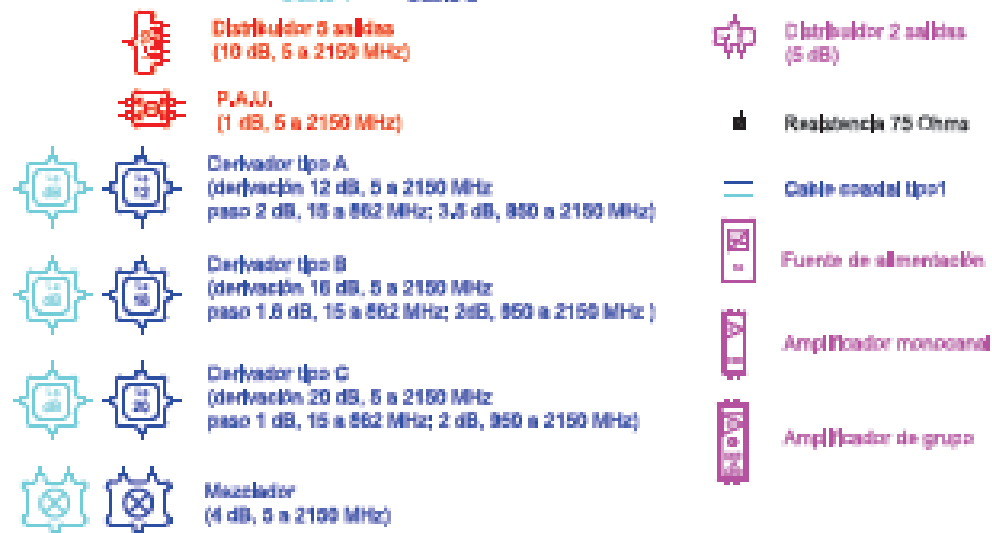 Distribuidor 5 salidas
(10 dB, 5 a 2150 MHz)
P.A.U.
(1 dB, 5 a 2150 MHz)
12
Derivador tipo A
(derivación 12 dB, 5 a 2150 MHz
paso 2 dB, 15 a 862 MHz; 3.5 dB, 950 a 2150 MHz)
Derivador tipo B
(derivación 16 dB, 5 a 2150 MHz
paso 1.6 dB, 15 a 862 MHz; 2dB, 950 a 2150 MHz )
20
Derivador tipo C
(derivación 20 dB, 5 a 2150 MHz
paso 1 dB, 15 a 862 MHz; 2 dB, 950 a 2150 MHz)
Mezclador
(4 dB, 5 a 2150 MHz)
Distribuidor 2 salidas
(5 dB)
Resistencia 75 Ohms
Cable coaxial tipo1
Fuente de alimentación
Amplificador monocanal
Amplificador de grupo